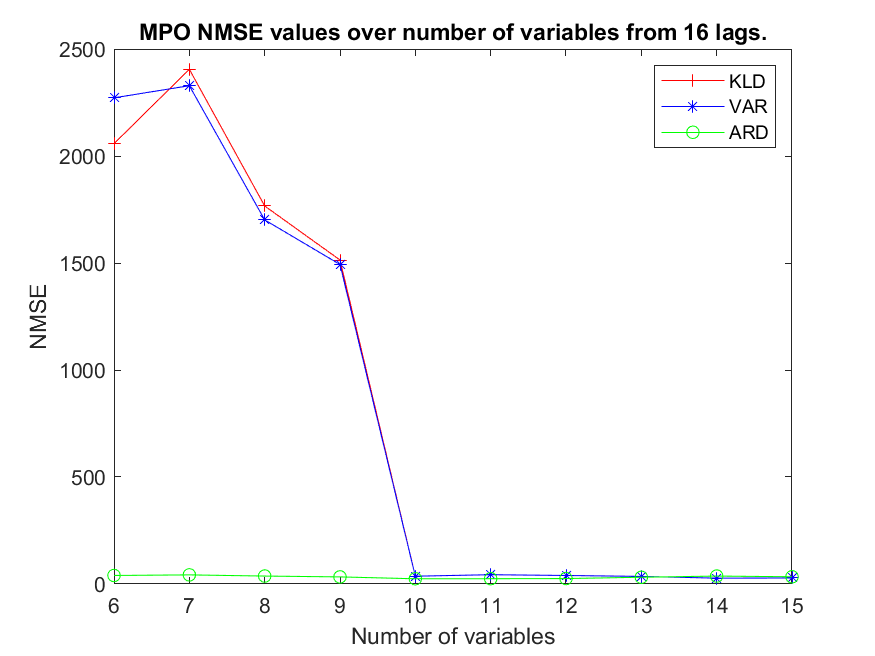 MPO NMSE values over number of variables from 16 lags.
2500
2000
1500
1000
500
0
NMSE
KLD
VAR
ARD
6 7 8 9 10 11 12 13 14 15
Number of variables